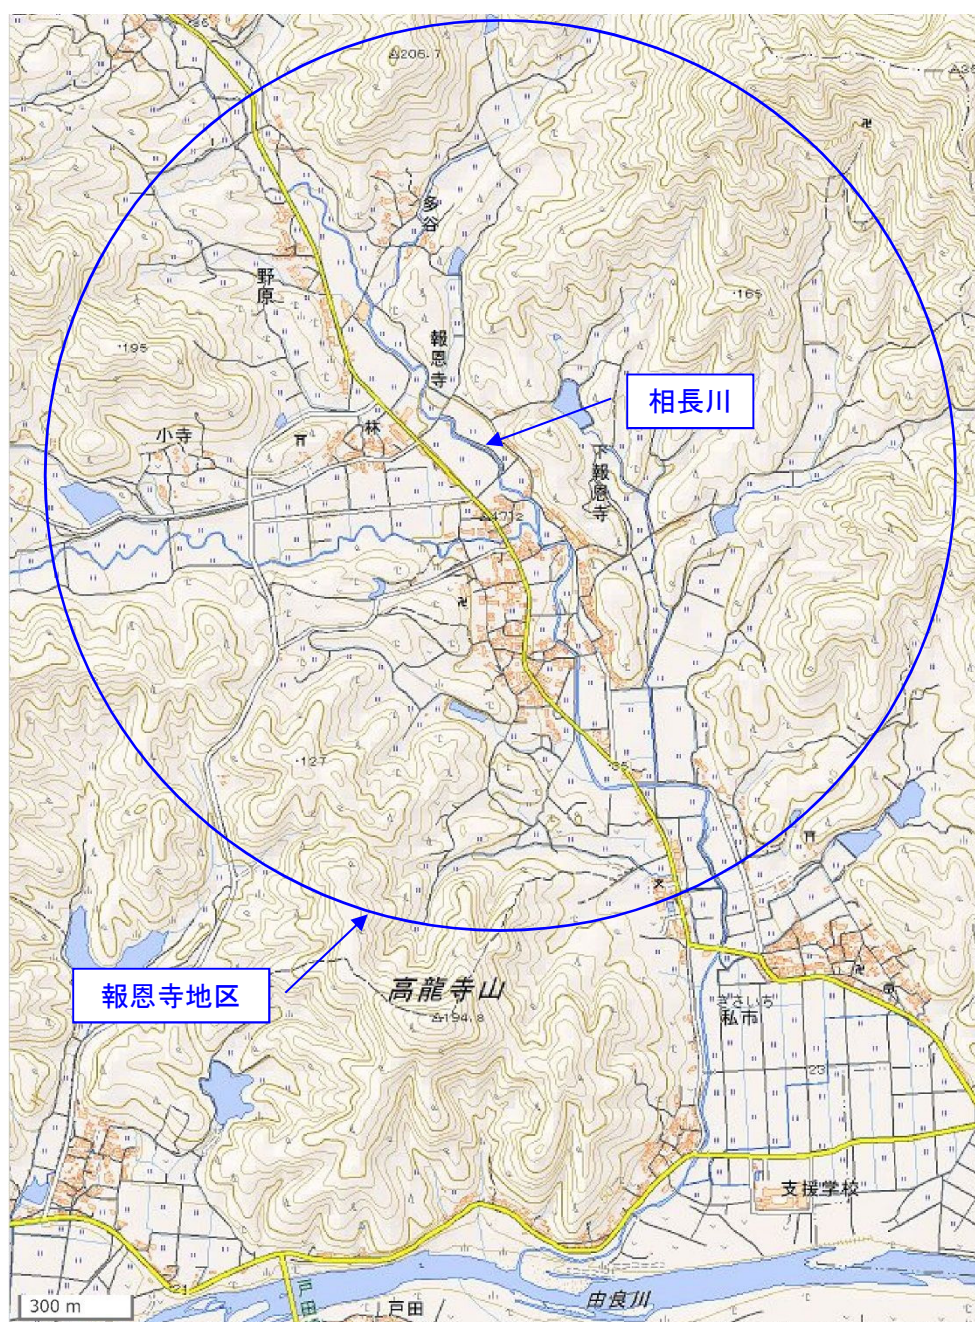 206.7
多谷
野原
165
195
報恩寺
相長川
小寺
林
下報恩寺
47.2
127
35
報恩寺地区
高龍寺山
194.8
きさいち
私市
23
支援学校
由良川
戸田
300 m